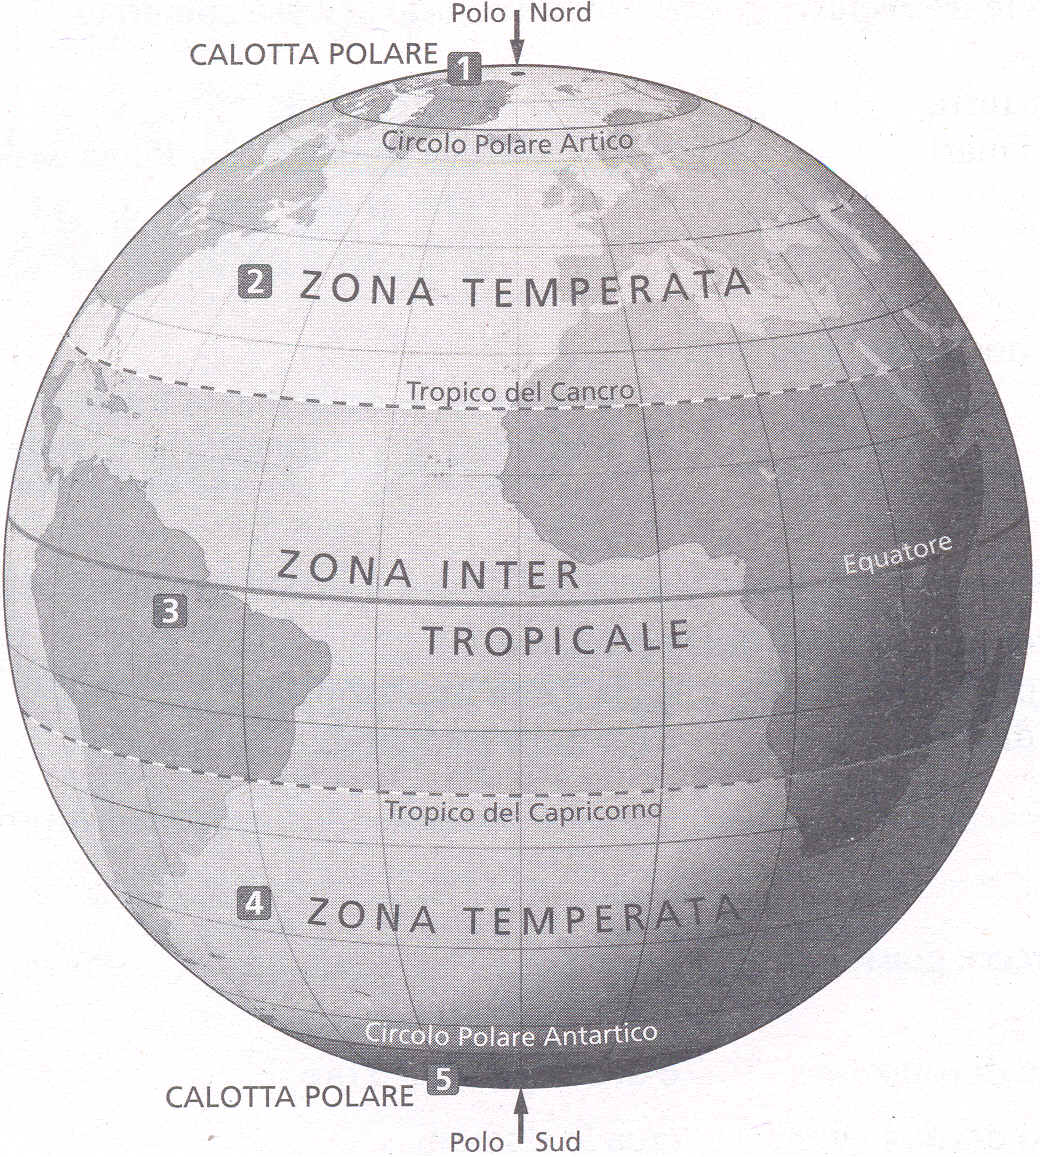 Polo Nord
CALOTTA POLARE
1
Circolo Polare Artico
2 ZONA TEMPERATA
Tropico del Cancro
ZONA INTER
Equatore
3
TROPICALE
Tropico del Capricorno
4 ZONA TEMPERATA
Circolo Polare Antartico
5
CALOTTA POLARE
Polo Sud